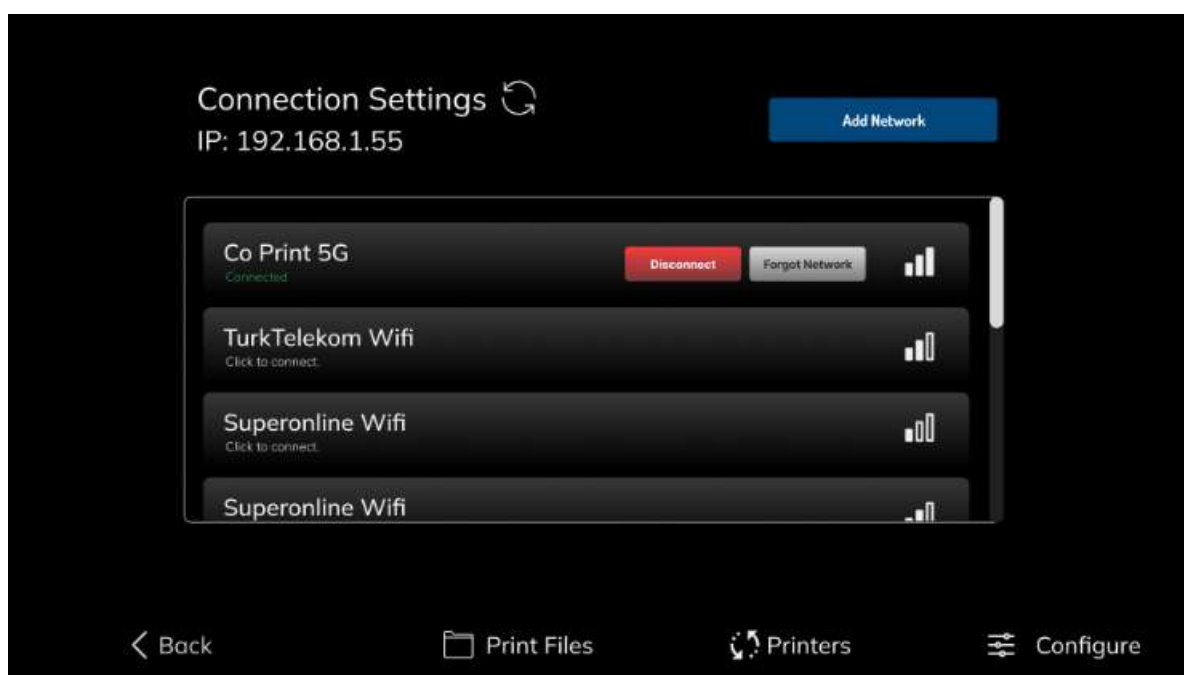 Connection Settings
IP: 192.168.1.55
Add Network
Co Print 5G
Connected
Disconnect
Forgot Network
TurkTelekom Wifi
Click to connect.
Superonline Wifi
Click to connect.
Superonline Wifi
Back
Print Files
Printers
Configure